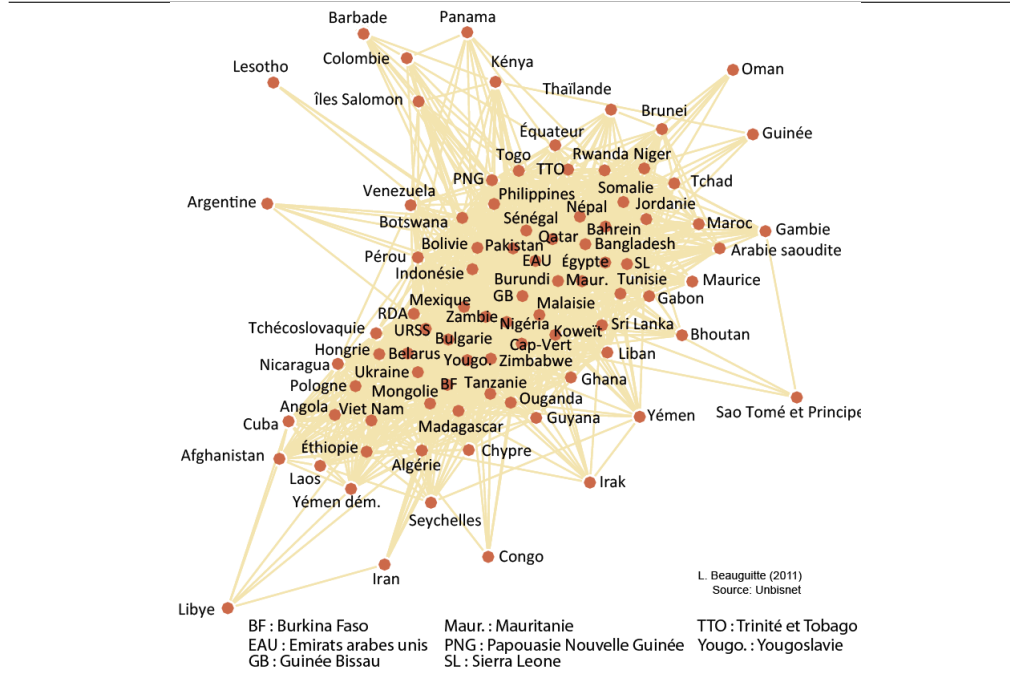 Barbade
Panama
Colombie
Kénya
Lesotho
Oman
Thaïlande
îles Salomon
Brunei
Équateur
Guinée
Togo
TTO
Rwanda
Niger
PNG
Tchad
Venezuela
Philippines
Somalie
Argentine
Népal
Jordanie
Botswana
Sénégal
Bahrein
Maroc
Gambie
Qatar
Bolivie
Pakistan
Bangladesh
Arabie saoudite
Pérou
EAU
Égypte
SL
Indonésie
Burundi
Maur.
Tunisie
Maurice
GB
Gabon
Mexique
Malaisie
RDA
Zambie
Nigéria
Sri Lanka
Tchécoslovaquie
URSS
Koweït
Bhoutan
Bulgarie
Cap-Vert
Hongrie
Belarus
Yougo.
Zimbabwe
Liban
Nicaragua
Ukraine
Ghana
Pologne
Mongolie
BF
Tanzanie
Ouganda
Angola
Viet Nam
Guyana
Yémen
Sao Tomé et Principe
Cuba
Madagascar
Afghanistan
Éthiopie
Algérie
Chypre
Laos
Irak
Yémen dém.
Seychelles
Congo
Iran
Libye
L. Beauguitte (2011)
Source: Unbisnet
BF : Burkina Faso
Maur. : Mauritanie
TTO : Trinité et Tobago
EAU : Emirats arabes unis
PNG : Papouasie Nouvelle Guinée
Yougo. : Yougoslavie
GB : Guinée Bissau
SL : Sierra Leone